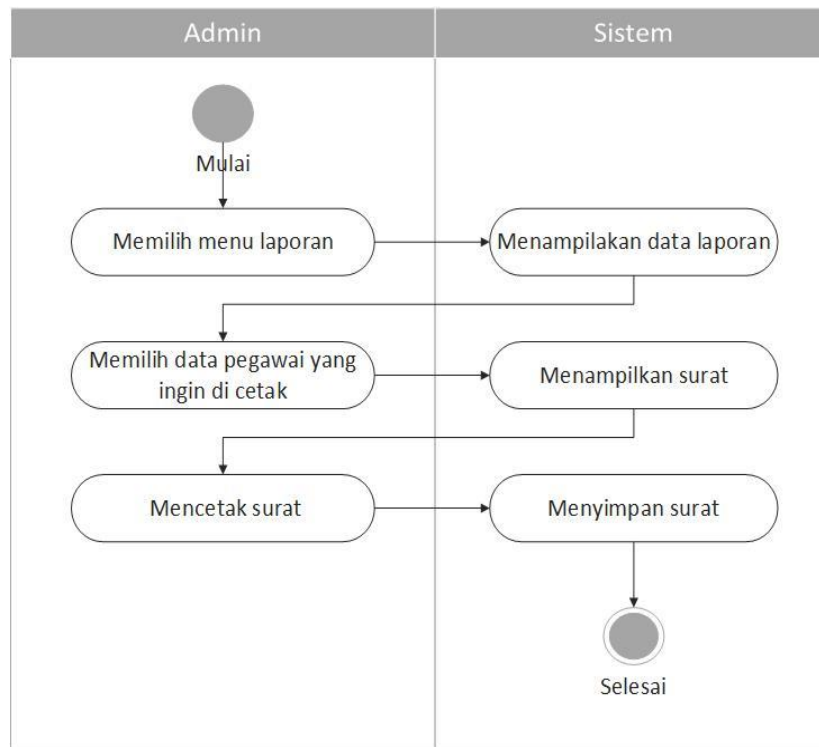 Admin
Sistem
Mulai
Memilih menu laporan
Menampilakan data laporan
Memilih data pegawai yang
ingin di cetak
Menampilkan surat
Mencetak surat
Menyimpan surat
Selesai